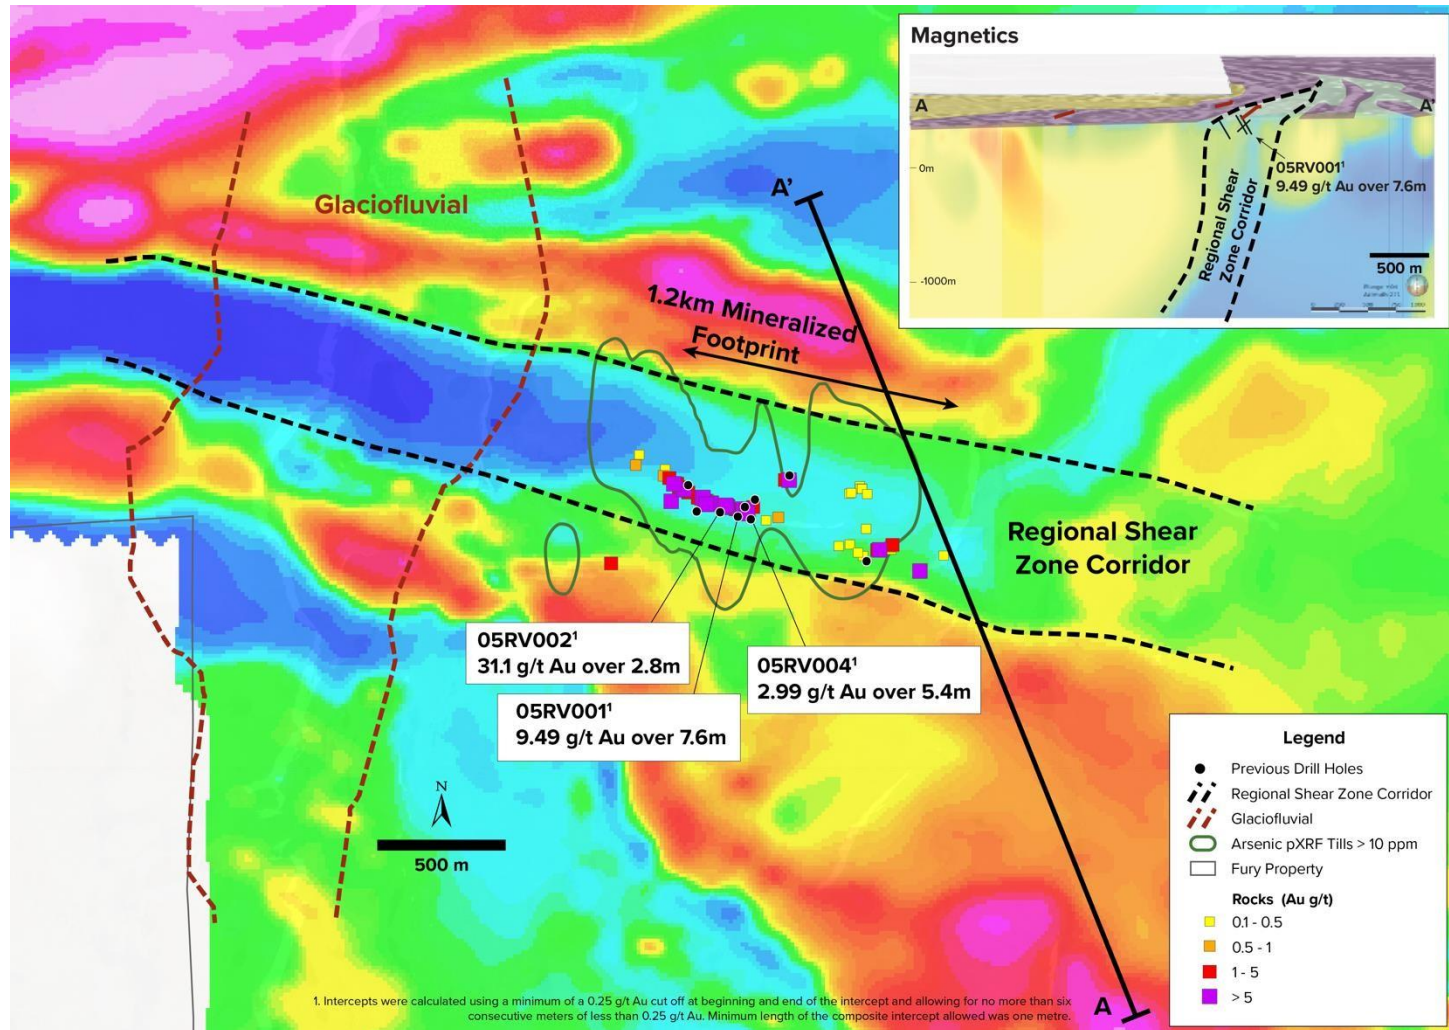 Magnetics
A
A'
0m
-1000m
05RV001¹
9.49 g/t Au over 7.6m
Regional Shear
Zone Corridor
500 m
A'
Glaciofluvial
1.2km Mineralized
Footprint
Regional Shear
Zone Corridor
05RV002¹
31.1 g/t Au over 2.8m
05RV004¹
2.99 g/t Au over 5.4m
05RV001¹
9.49 g/t Au over 7.6m
N
500 m
A
Legend
Previous Drill Holes
Regional Shear Zone Corridor
Glaciofluvial
Arsenic pXRF Tills > 10 ppm
Fury Property
Rocks (Au g/t)
0.1 - 0.5
0.5 - 1
1 - 5
> 5
1. Intercepts were calculated using a minimum of a 0.25 g/t Au cut off at beginning and end of the intercept and allowing for no more than six
consecutive meters of less than 0.25 g/t Au. Minimum length of the composite intercept allowed was one metre.